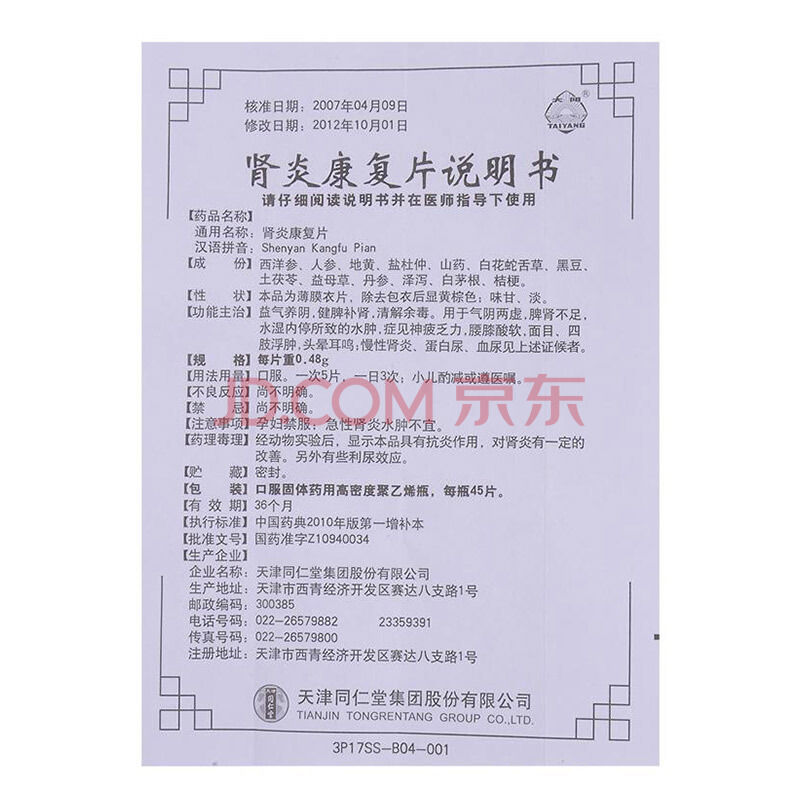 核准日期：2007年04月09日
修改日期：2012年10月01日
太阳®
TAIYANG
肾炎康复片说明书
请仔细阅读说明书并在医师指导下使用
【药品名称】
通用名称：肾炎康复片
汉语拼音：Shenyan Kangfu Pian
【成 份】西洋参、人参、地黄、盐杜仲、山药、白花蛇舌草、黑豆、
土茯苓、益母草、丹参、泽泻、白茅根、桔梗。
【性 状】本品为薄膜衣片，除去包衣后显黄棕色；味甘、淡。
【功能主治】益气养阴，健脾补肾，清解余毒。用于气阴两虚，脾肾不足，
水湿内停所致的水肿，症见神疲乏力，腰膝酸软，面目、四
肢浮肿，头晕耳鸣；慢性肾炎、蛋白尿、血尿见上述证候者。
【规 格】每片重0.48g
【用法用量】口服。一次5片，一日3次；小儿酌减或遵医嘱。
【不良反应】尚不明确。
【禁 忌】尚不明确。
【注意事项】孕妇禁服；急性肾炎水肿不宜。
【药理毒理】经动物实验后，显示本品具有抗炎作用，对肾炎有一定的
改善。另外有些利尿效应。
【贮 藏】密封。
【包 装】口服固体药用高密度聚乙烯瓶，每瓶45片。
【有 效 期】36个月
【执行标准】中国药典2010年版第一增补本
【批准文号】国药准字Z10940034
【生产企业】
企业名称：天津同仁堂集团股份有限公司
生产地址：天津市西青经济开发区赛达八支路1号
邮政编码：300385
电话号码：022-26579882 23359391
传真号码：022-26579800
注册地址：天津市西青经济开发区赛达八支路1号
同仁堂
天津同仁堂集团股份有限公司
TIANJIN TONGRENTANG GROUP CO.,LTD.
3P17SS-B04-001
JD.COM 京东